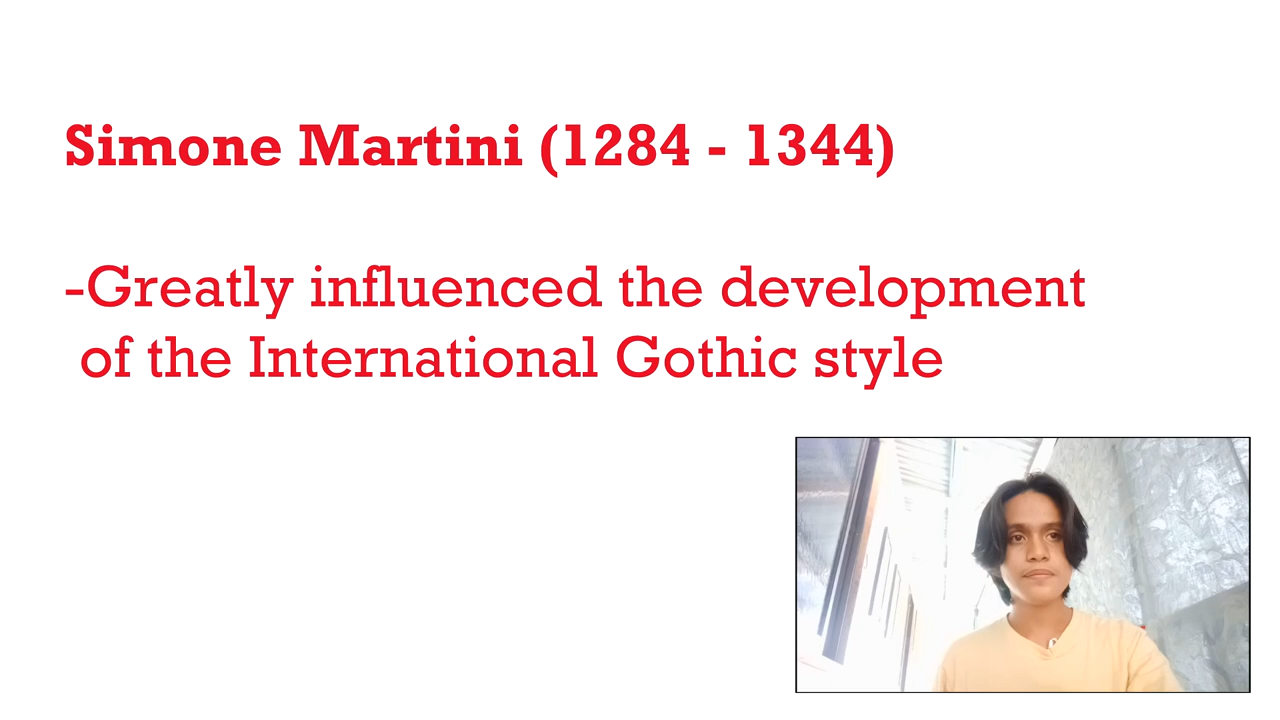 Simone Martini (1284 - 1344)
-Greatly influenced the development
of the International Gothic style